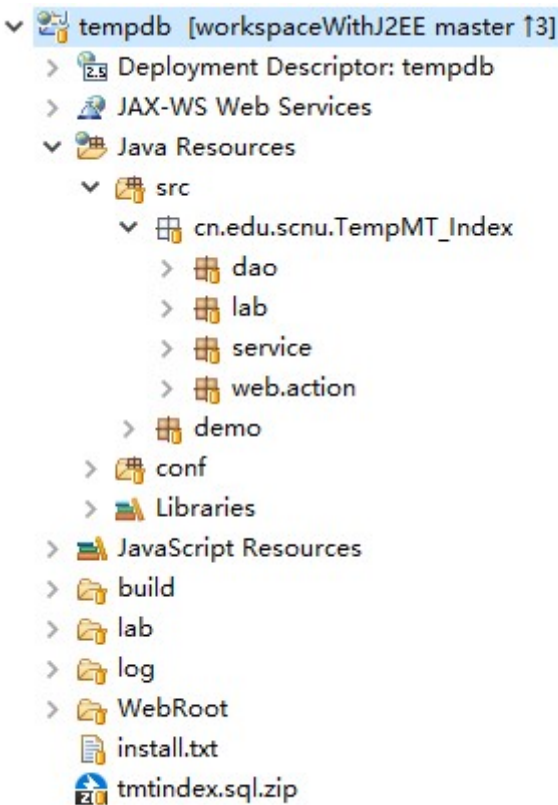 tempdb [workspaceWithJ2EE master ↑3]
Deployment Descriptor: tempdb
JAX-WS Web Services
Java Resources
src
cn.edu.scnu.TempMT_Index
dao
lab
service
web.action
demo
conf
Libraries
JavaScript Resources
build
lab
log
WebRoot
install.txt
tmtindex.sql.zip